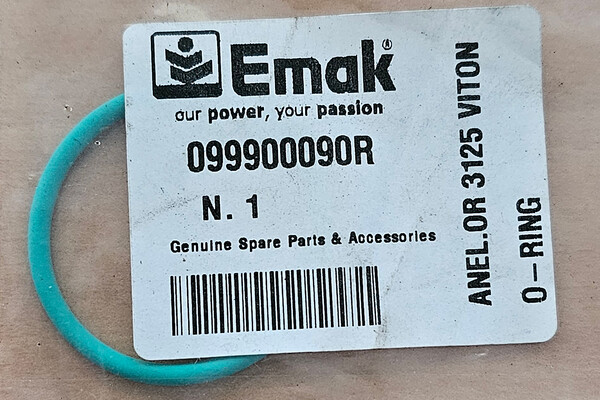 Emak®
our power, your passion
099900090R
N. 1
Genuine Spare Parts & Accessories
ANEL.OR 3125 VITON
O-RING